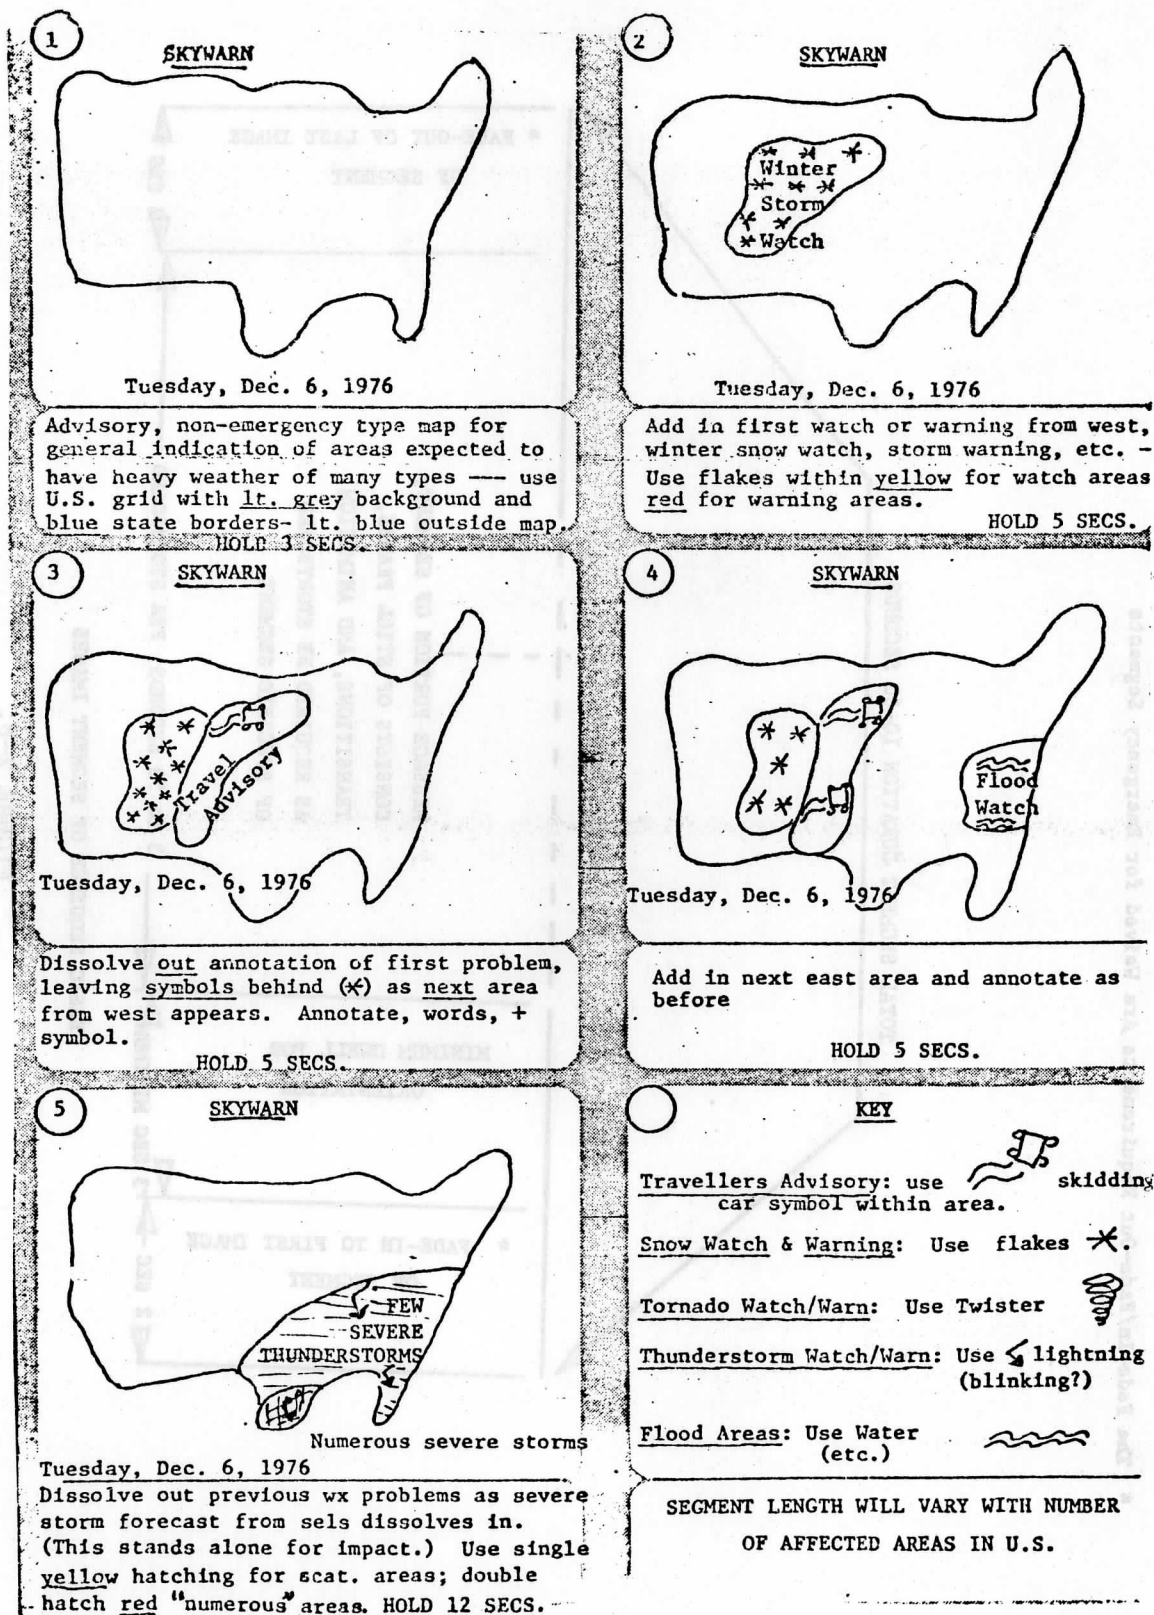 1
SKYWARN
Tuesday, Dec. 6, 1976
Advisory, non-emergency type map for
general indication of areas expected to
have heavy weather of many types --- use
U.S. grid with lt. grey background and
blue state borders- lt. blue outside map.
HOLD 3 SECS.
2
SKYWARN
Winter
Storm
Watch
Tuesday, Dec. 6, 1976
Add in first watch or warning from west,
winter snow watch, storm warning, etc. -
Use flakes within yellow for watch areas
red for warning areas.
HOLD 5 SECS.
3
SKYWARN
Travel
Advisory
Tuesday, Dec. 6, 1976
Dissolve out annotation of first problem,
leaving symbols behind (*) as next area
from west appears. Annotate, words, +
symbol.
HOLD 5 SECS.
4
SKYWARN
Flood
Watch
Tuesday, Dec. 6, 1976
Add in next east area and annotate as
before
HOLD 5 SECS.
5
SKYWARN
FEW
SEVERE
THUNDERSTORMS
Numerous severe storms
Tuesday, Dec. 6, 1976
Dissolve out previous wx problems as severe
storm forecast from sels dissolves in.
(This stands alone for impact.) Use single
yellow hatching for scat. areas; double
hatch red "numerous" areas. HOLD 12 SECS.
KEY
Travellers Advisory: use skidding
car symbol within area.
Snow Watch & Warning: Use flakes *.
Tornado Watch/Warn: Use Twister
Thunderstorm Watch/Warn: Use lightning
(blinking?)
Flood Areas: Use Water
(etc.)
SEGMENT LENGTH WILL VARY WITH NUMBER
OF AFFECTED AREAS IN U.S.